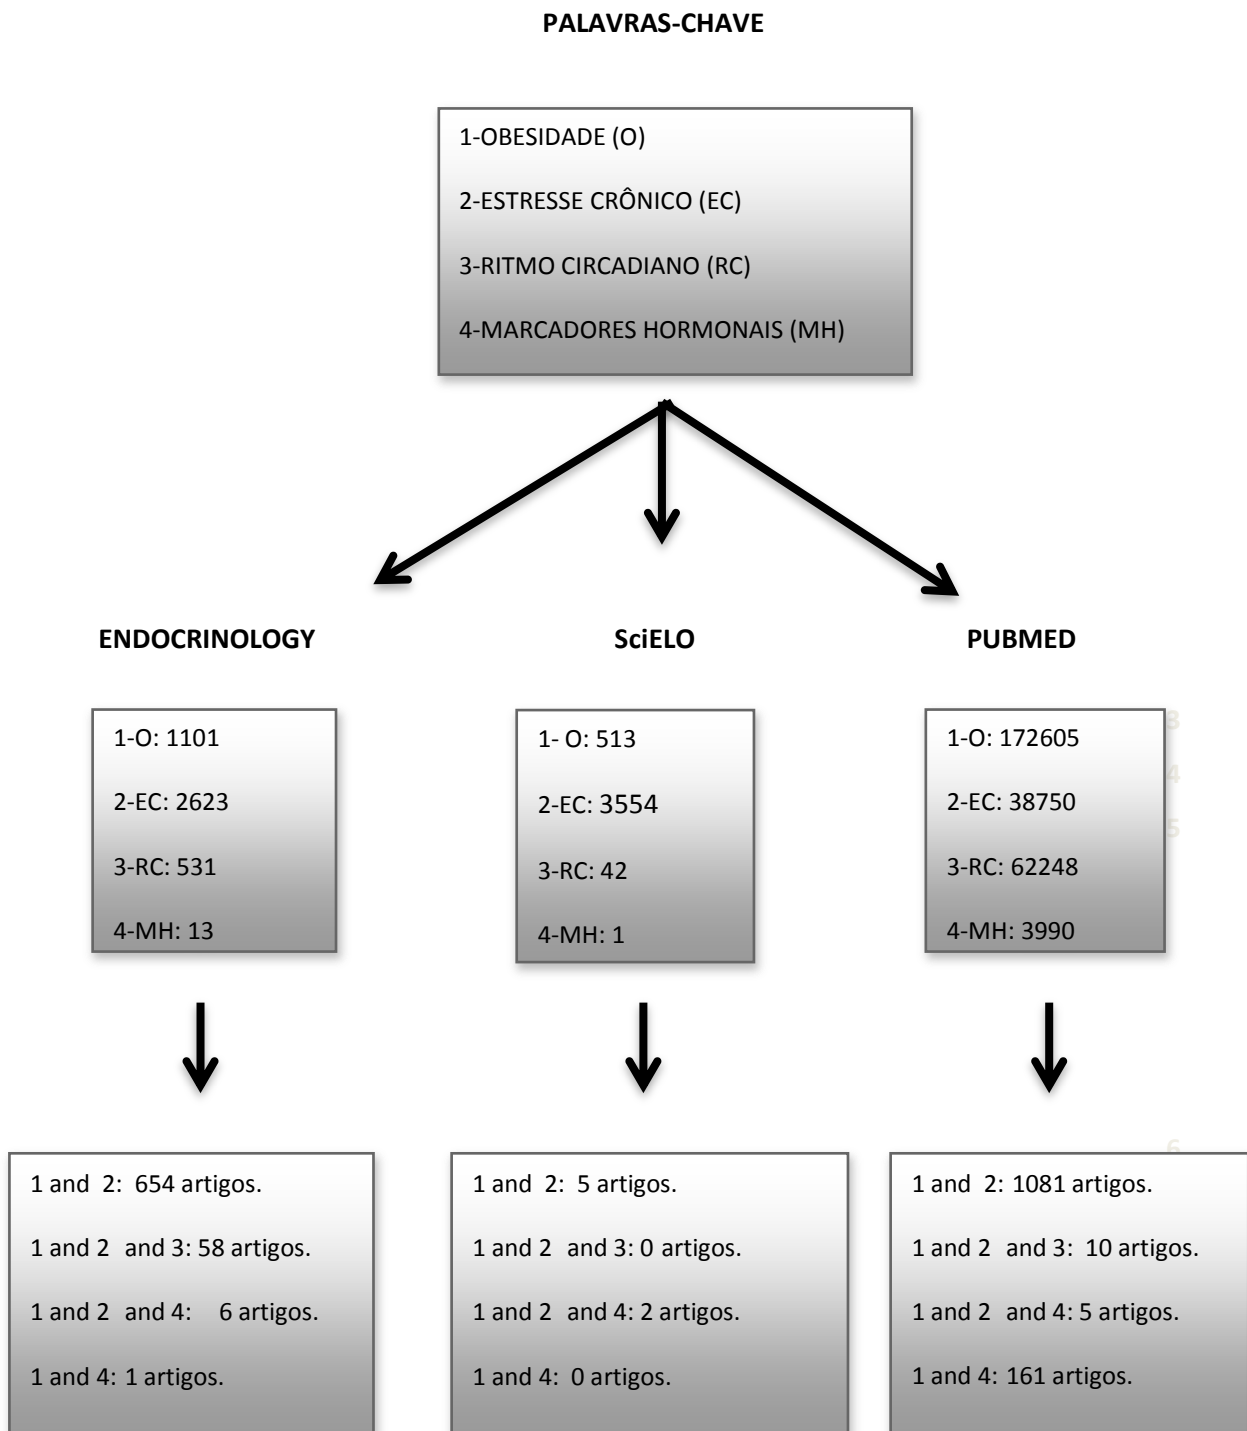 PALAVRAS-CHAVE
1-OBESIDADE (O)
2-ESTRESSE CRÔNICO (EC)
3-RITMO CIRCADIANO (RC)
4-MARCADORES HORMONAIS (MH)
ENDOCRINOLOGY
SciELO
PUBMED
1-O: 1101
2-EC: 2623
3-RC: 531
4-MH: 13
1- O: 513
2-EC: 3554
3-RC: 42
4-MH: 1
1-O: 172605
2-EC: 38750
3-RC: 62248
4-MH: 3990
3
4
5
6
1 and 2: 654 artigos.
1 and 2 and 3: 58 artigos.
1 and 2 and 4: 6 artigos.
1 and 4: 1 artigos.
1 and 2: 5 artigos.
1 and 2 and 3: 0 artigos.
1 and 2 and 4: 2 artigos.
1 and 4: 0 artigos.
1 and 2: 1081 artigos.
1 and 2 and 3: 10 artigos.
1 and 2 and 4: 5 artigos.
1 and 4: 161 artigos.